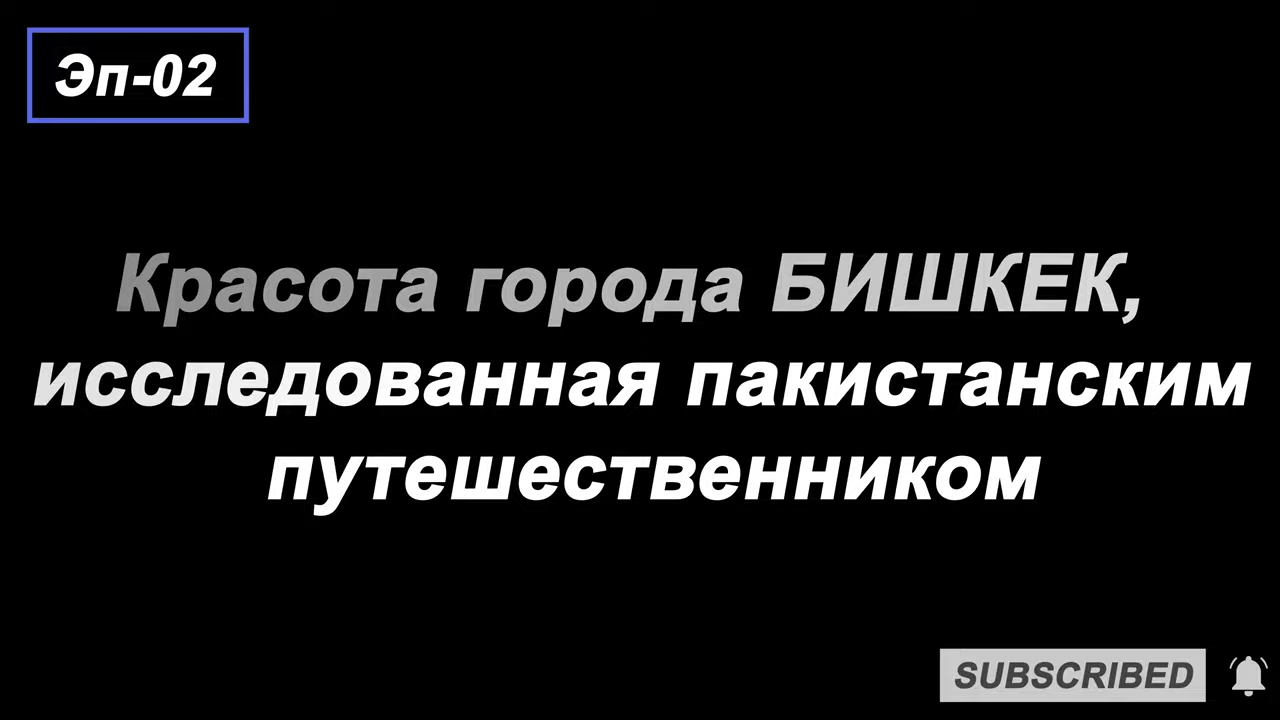 Эп-02
Красота города БИШКЕК,
исследованная пакистанским
путешественником
SUBSCRIBED